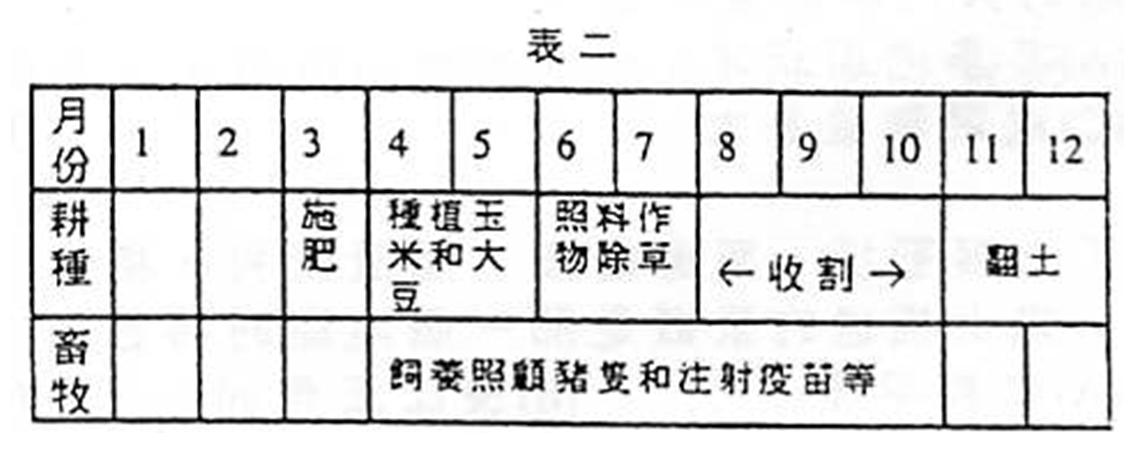 表二
月份 1 2 3 4 5 6 7 8 9 10 11 12
耕種 施肥 種植玉米和大豆 照料作物除草 ←收割→ 翻土
畜牧 飼養照顧豬隻和注射疫苗等